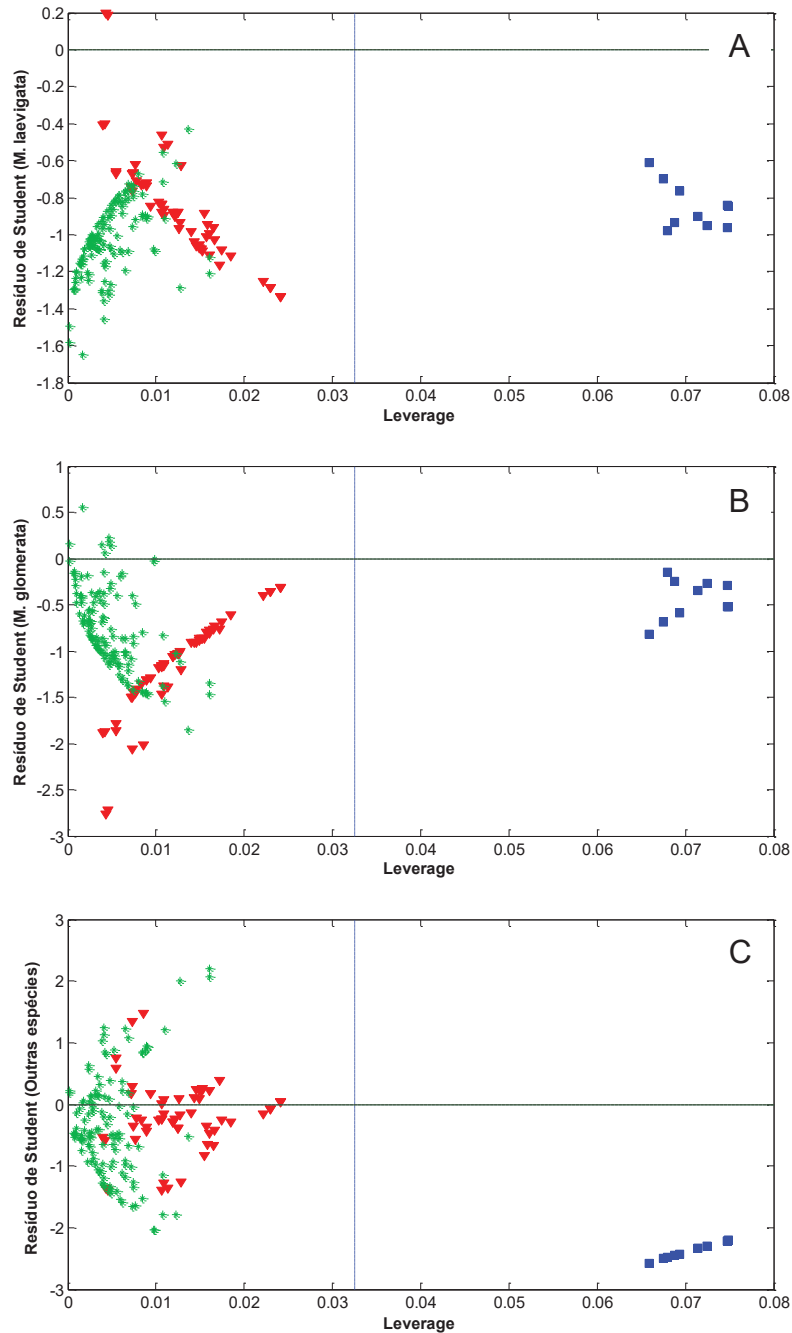 A
Resíduo de Student (M. laevigata)
0.2
0
-0.2
-0.4
-0.6
-0.8
-1
-1.2
-1.4
-1.6
-1.8
0 0.01 0.02 0.03 0.04 0.05 0.06 0.07 0.08
Leverage
B
Resíduo de Student (M. glomerata)
1
0.5
0
-0.5
-1
-1.5
-2
-2.5
-3
0 0.01 0.02 0.03 0.04 0.05 0.06 0.07 0.08
Leverage
C
Resíduo de Student (Outras espécies)
3
2
1
0
-1
-2
-3
0 0.01 0.02 0.03 0.04 0.05 0.06 0.07 0.08
Leverage